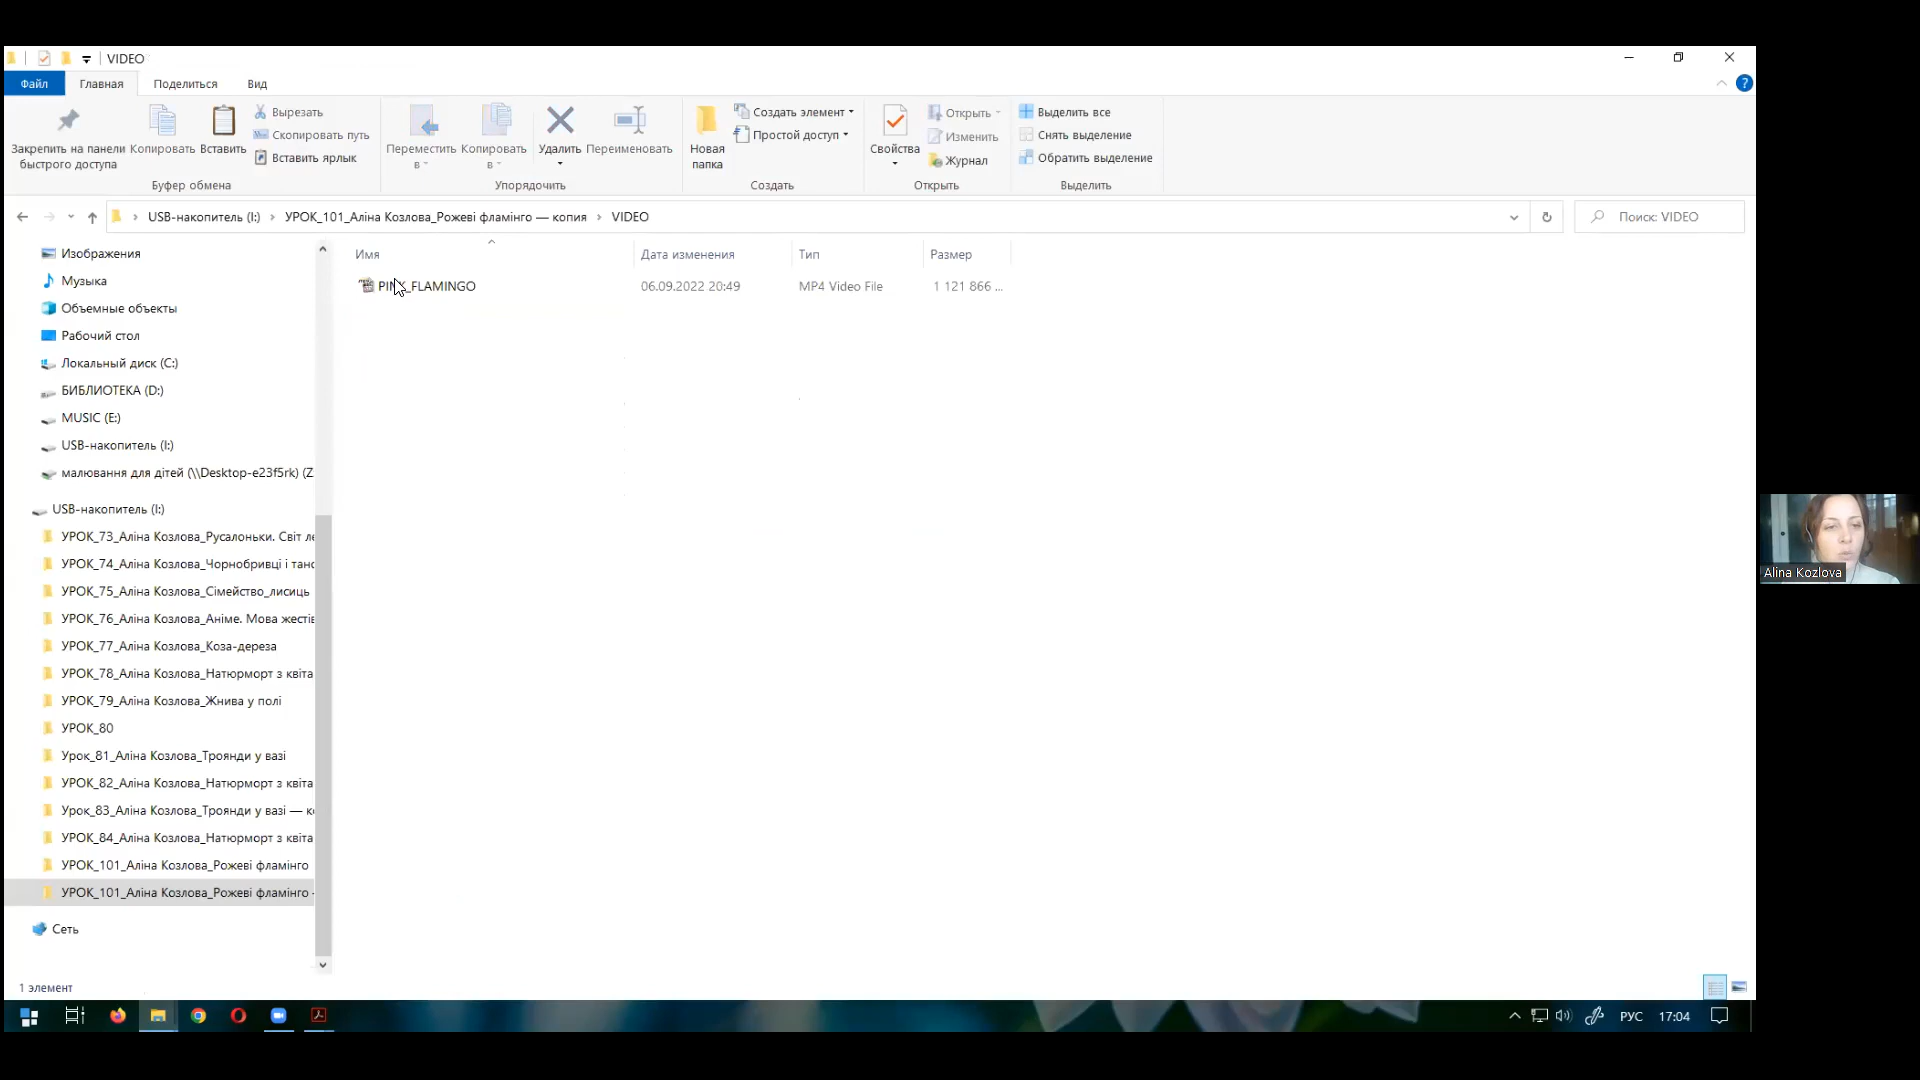 VIDEO
Файл
Главная
Поделиться
Вид
Закрепить на панели
быстрого доступа
Копировать
Вставить
Вырезать
Скопировать путь
Вставить ярлык
Буфер обмена
Переместить
в
Копировать
в
Удалить
Переименовать
Упорядочить
Новая
папка
Создать элемент
Простой доступ
Создать
Свойства
Открыть
Изменить
Журнал
Открыть
Выделить все
Снять выделение
Обратить выделение
Выделить
USB-накопитель (I:)
УРОК_101_Аліна Козлова_Рожеві фламінго — копия
VIDEO
Поиск: VIDEO
Изображения
Музыка
Объемные объекты
Рабочий стол
Локальный диск (C:)
БИБЛИОТЕКА (D:)
MUSIC (E:)
USB-накопитель (I:)
малювання для дітей (\\Desktop-e23f5rk) (Z
USB-накопитель (I:)
УРОК_73_Аліна Козлова_Русалоньки. Світ ле
УРОК_74_Аліна Козлова_Чорнобривці і тано
УРОК_75_Аліна Козлова_Сімейство_лисиць
УРОК_76_Аліна Козлова_Аніме. Мова жестів
УРОК_77_Аліна Козлова_Коза-дереза
УРОК_78_Аліна Козлова_Натюрморт з квіта
УРОК_79_Аліна Козлова_Жнива у полі
УРОК_80
Урок_81_Аліна Козлова_Троянди у вазі
УРОК_82_Аліна Козлова_Натюрморт з квіта
Урок_83_Аліна Козлова_Троянди у вазі — ко
УРОК_84_Аліна Козлова_Натюрморт з квіта
УРОК_101_Аліна Козлова_Рожеві фламінго
УРОК_101_Аліна Козлова_Рожеві фламінго -
Сеть
Имя
Дата изменения
Тип
Размер
PINK_FLAMINGO
06.09.2022 20:49
MP4 Video File
1 121 866 ...
1 элемент
Alina Kozlova
РУС
17:04